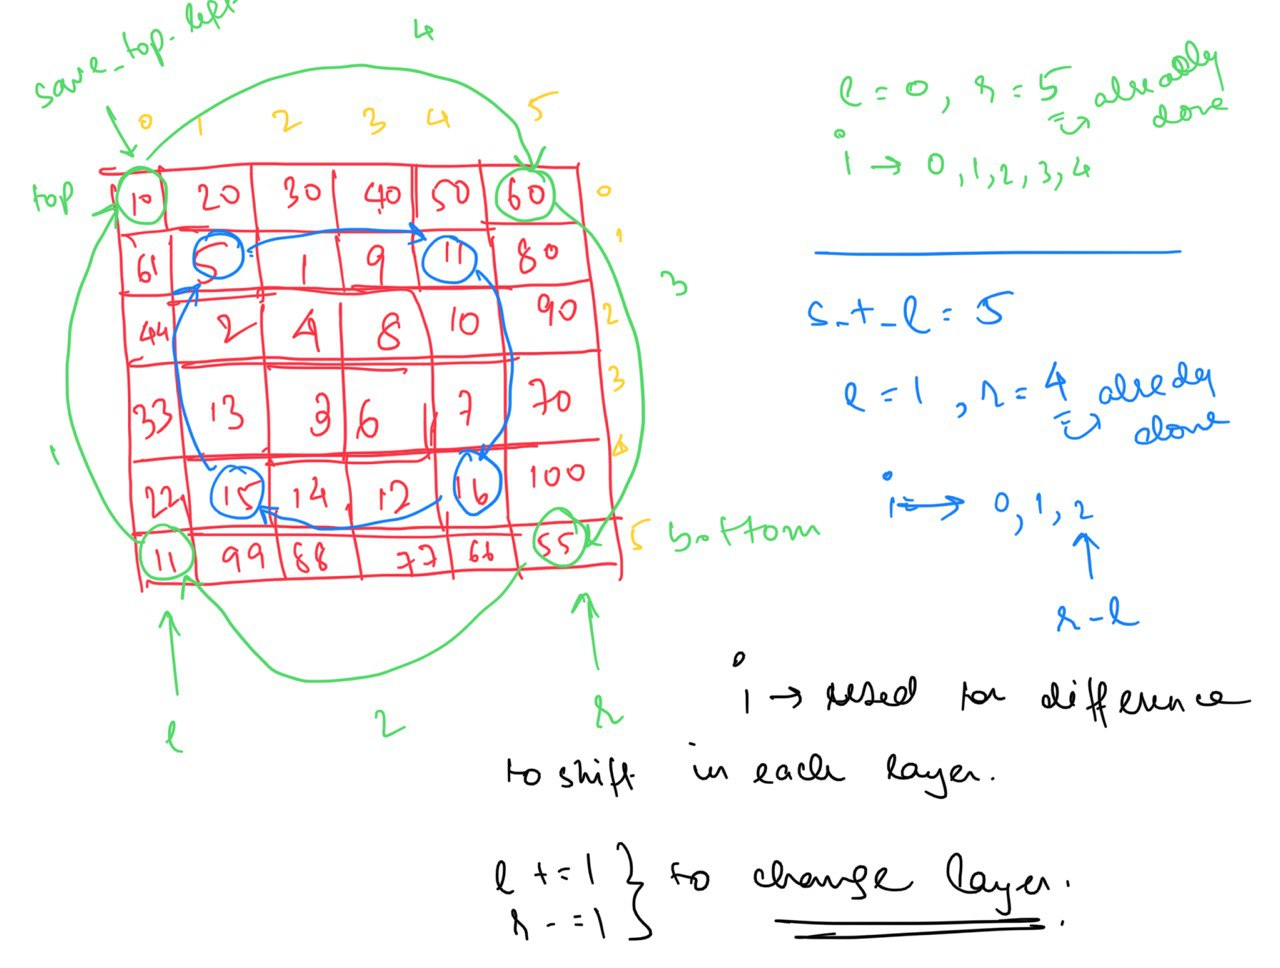 save_top-left
4
0 1 2 3 4 5
top
10 20 30 40 50 60 0
61 5 1 9 11 80 1
44 2 4 8 10 90 2
33 13 3 6 7 70 3
22 15 14 12 16 100 4
11 99 88 77 66 55 5 bottom
1
3
2
l
r
l = 0, r = 5 already done
i → 0,1,2,3,4
s_t_l = 5
l = 1, r = 4 already done
i → 0,1,2
r-l
i → used for difference
to shift in each layer.
l += 1 } to change layer.
r -= 1